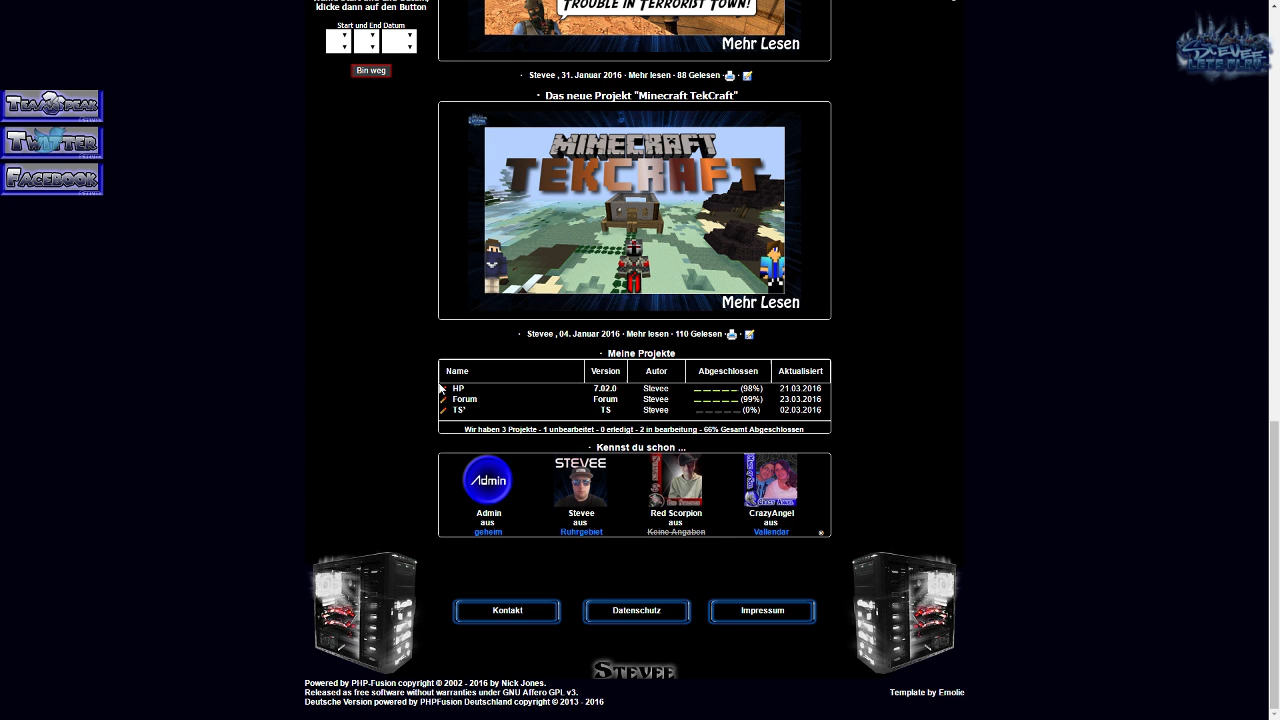 klicke dann auf den Button
Start und End Datum
Bin weg
TEAMSPEAK
TWITTER
FACEBOOK
STEVEE
LETS PLAY
TROUBLE IN TERRORIST TOWN!
Mehr Lesen
· Stevee , 31. Januar 2016 · Mehr lesen · 88 Gelesen · ·
· Das neue Projekt "Minecraft TekCraft"
MINECRAFT
TEKCRAFT
Mehr Lesen
· Stevee , 04. Januar 2016 · Mehr lesen · 110 Gelesen · ·
· Meine Projekte
Name Version Autor Abgeschlossen Aktualisiert
HP 7.02.0 Stevee (98%) 21.03.2016
Forum Forum Stevee (99%) 23.03.2016
TS³ TS Stevee (0%) 02.03.2016
Wir haben 3 Projekte - 1 unbearbeitet - 0 erledigt - 2 in bearbeitung - 66% Gesamt Abgeschlossen
· Kennst du schon ...
Admin
STEVEE
CRAZY ANGEL
Admin Stevee Red Scorpion CrazyAngel
aus aus aus aus
geheim Ruhrgebiet Keine Angaben Vallendar
Kontakt Datenschutz Impressum
STEVEE
Powered by PHP-Fusion copyright © 2002 - 2016 by Nick Jones.
Released as free software without warranties under GNU Affero GPL v3.
Template by Emolie
Deutsche Version powered by PHPFusion Deutschland copyright © 2013 - 2016